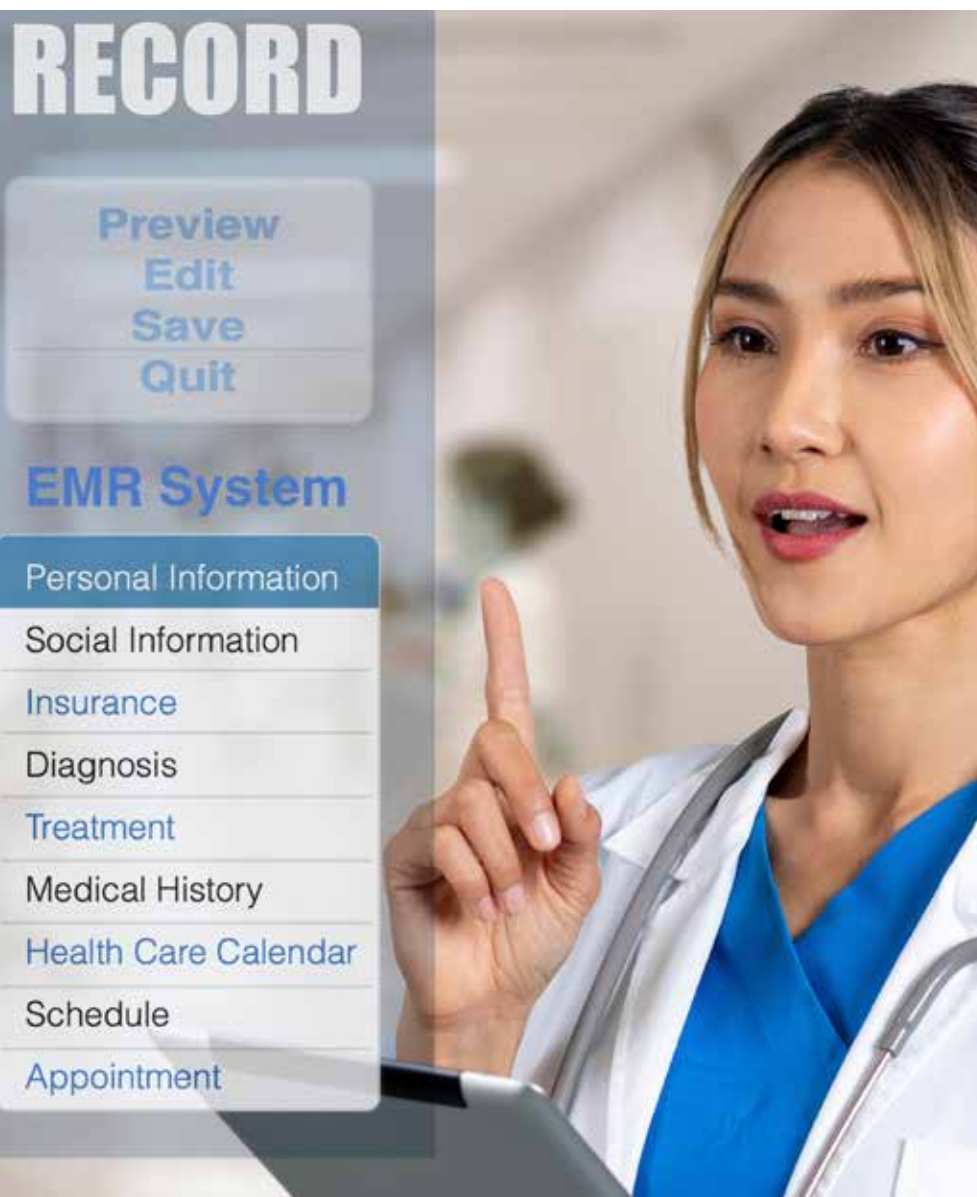 RECORD
Preview
Edit
Save
Quit
EMR System
Personal Information
Social Information
Insurance
Diagnosis
Treatment
Medical History
Health Care Calendar
Schedule
Appointment